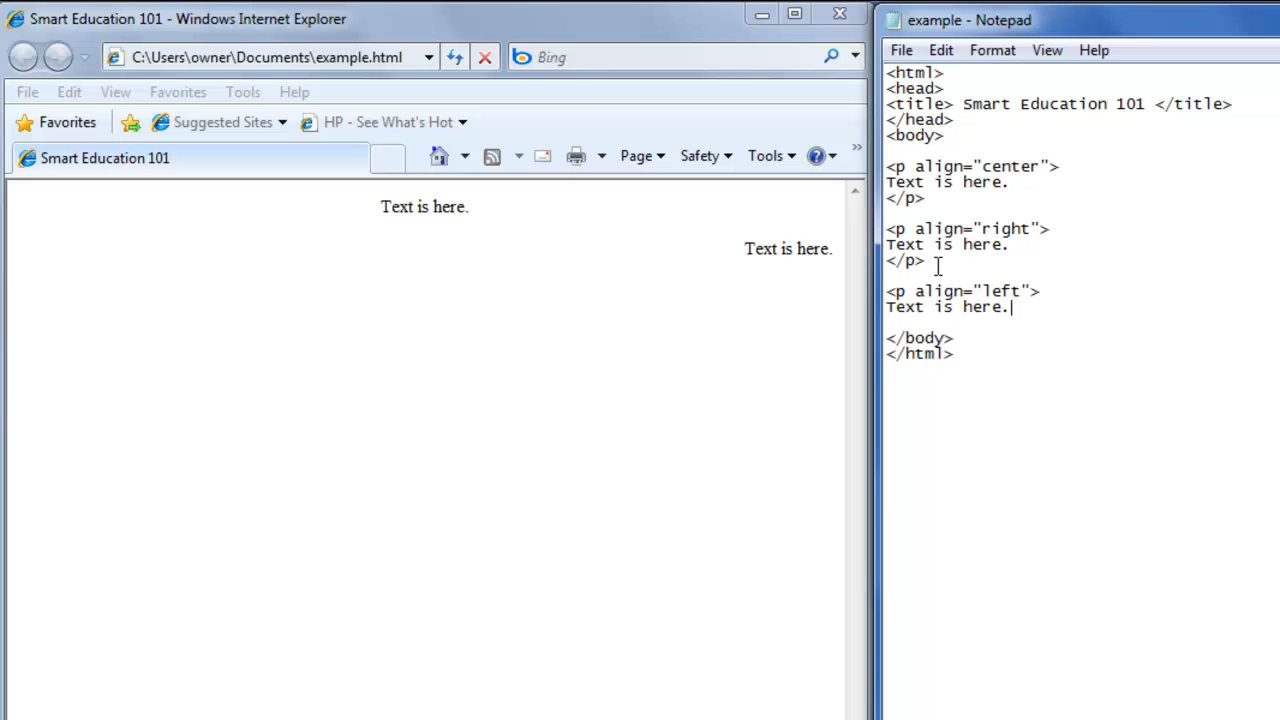 Smart Education 101 - Windows Internet Explorer
C:\Users\owner\Documents\example.html
Bing
File Edit View Favorites Tools Help
Favorites Suggested Sites HP - See What's Hot
Smart Education 101
Page Safety Tools
»
Text is here.
Text is here.
example - Notepad
File Edit Format View Help
<html>
<head>
<title> Smart Education 101 </title>
</head>
<body>
<p align="center">
Text is here.
</p>
<p align="right">
Text is here.
</p>
<p align="left">
Text is here.
</body>
</html>